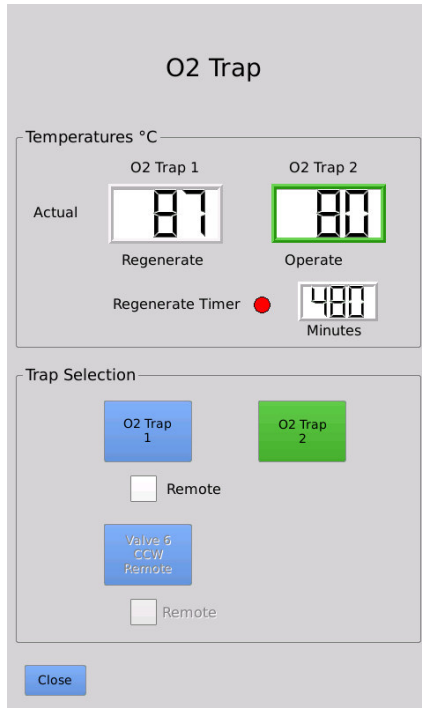 O2 Trap
Temperatures °C
O2 Trap 1
O2 Trap 2
Actual
87
80
Regenerate
Operate
Regenerate Timer
480
Minutes
Trap Selection
O2 Trap
1
O2 Trap
2
Remote
Valve 6
CCW
Remote
Remote
Close